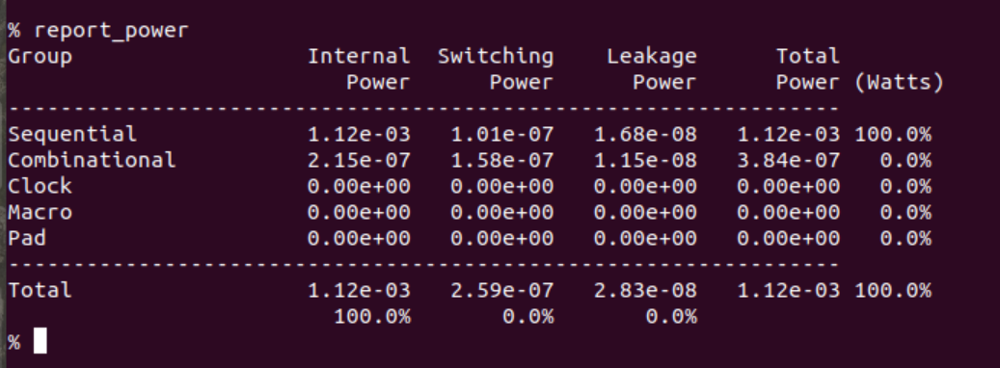 % report_power
Group Internal Switching Leakage Total
Power Power Power Power (Watts)
----------------------------------------------------------------
Sequential 1.12e-03 1.01e-07 1.68e-08 1.12e-03 100.0%
Combinational 2.15e-07 1.58e-07 1.15e-08 3.84e-07 0.0%
Clock 0.00e+00 0.00e+00 0.00e+00 0.00e+00 0.0%
Macro 0.00e+00 0.00e+00 0.00e+00 0.00e+00 0.0%
Pad 0.00e+00 0.00e+00 0.00e+00 0.00e+00 0.0%
----------------------------------------------------------------
Total 1.12e-03 2.59e-07 2.83e-08 1.12e-03 100.0%
100.0% 0.0% 0.0%
%